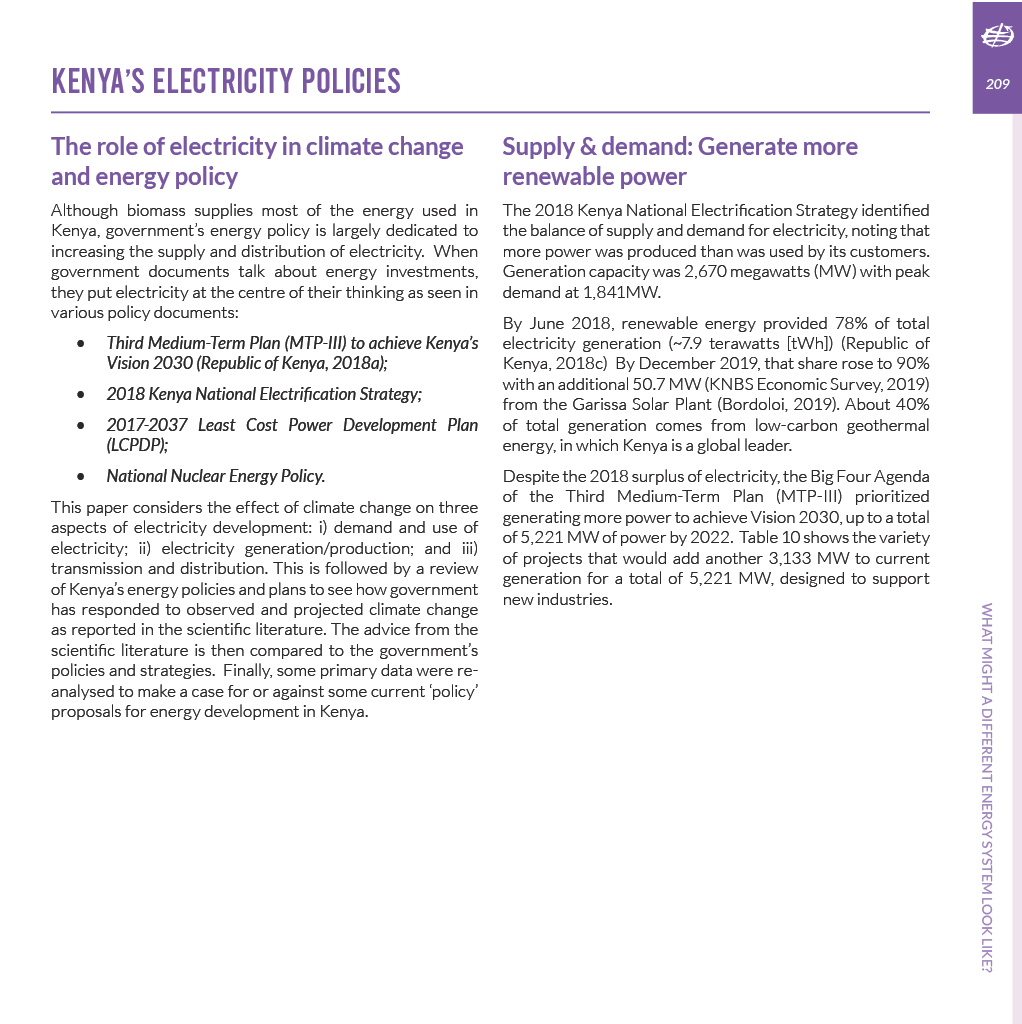 209
KENYA'S ELECTRICITY POLICIES
The role of electricity in climate change
and energy policy
Although biomass supplies most of the energy used in
Kenya, government's energy policy is largely dedicated to
increasing the supply and distribution of electricity.  When
government documents talk about energy investments,
they put electricity at the centre of their thinking as seen in
various policy documents:
• Third Medium-Term Plan (MTP-III) to achieve Kenya's
Vision 2030 (Republic of Kenya, 2018a);
• 2018 Kenya National Electrification Strategy;
• 2017-2037 Least Cost Power Development Plan
(LCPDP);
• National Nuclear Energy Policy.
This paper considers the effect of climate change on three
aspects of electricity development: i) demand and use of
electricity; ii) electricity generation/production; and iii)
transmission and distribution. This is followed by a review
of Kenya's energy policies and plans to see how government
has responded to observed and projected climate change
as reported in the scientific literature. The advice from the
scientific literature is then compared to the government's
policies and strategies.  Finally, some primary data were re-
analysed to make a case for or against some current 'policy'
proposals for energy development in Kenya.
Supply & demand: Generate more
renewable power
The 2018 Kenya National Electrification Strategy identified
the balance of supply and demand for electricity, noting that
more power was produced than was used by its customers.
Generation capacity was 2,670 megawatts (MW) with peak
demand at 1,841MW.
By June 2018, renewable energy provided 78% of total
electricity generation (~7.9 terawatts [tWh]) (Republic of
Kenya, 2018c)  By December 2019, that share rose to 90%
with an additional 50.7 MW (KNBS Economic Survey, 2019)
from the Garissa Solar Plant (Bordoloi, 2019). About 40%
of total generation comes from low-carbon geothermal
energy, in which Kenya is a global leader.
Despite the 2018 surplus of electricity, the Big Four Agenda
of the Third Medium-Term Plan (MTP-III) prioritized
generating more power to achieve Vision 2030, up to a total
of 5,221 MW of power by 2022.  Table 10 shows the variety
of projects that would add another 3,133 MW to current
generation for a total of 5,221 MW, designed to support
new industries.
WHAT MIGHT A DIFFERENT ENERGY SYSTEM LOOK LIKE?